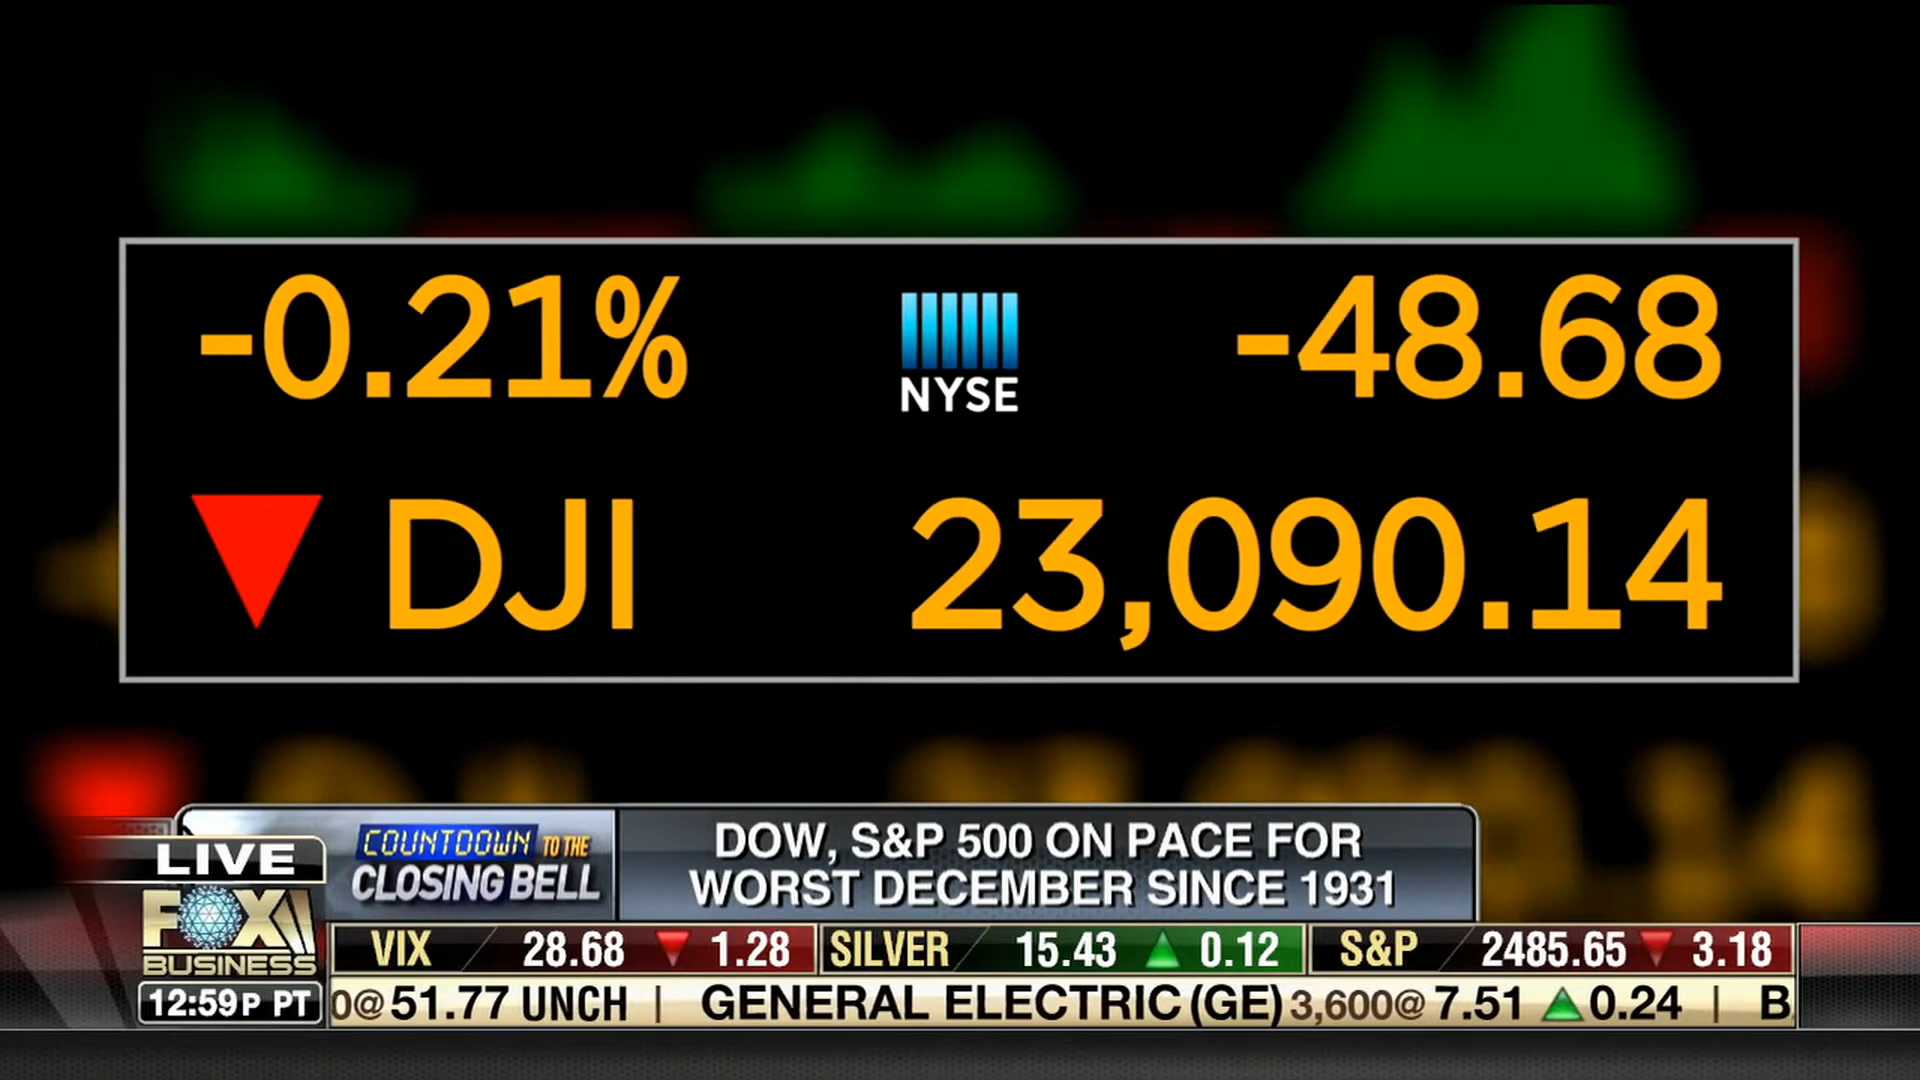 -0.21%
NYSE
-48.68
DJI
23,090.14
LIVE
COUNTDOWN TO THE
CLOSING BELL
DOW, S&P 500 ON PACE FOR
WORST DECEMBER SINCE 1931
FOX
BUSINESS
12:59P PT
VIX 28.68 1.28 SILVER 15.43 0.12 S&P 2485.65 3.18
0@51.77 UNCH | GENERAL ELECTRIC (GE) 3,600@7.51 0.24 | B